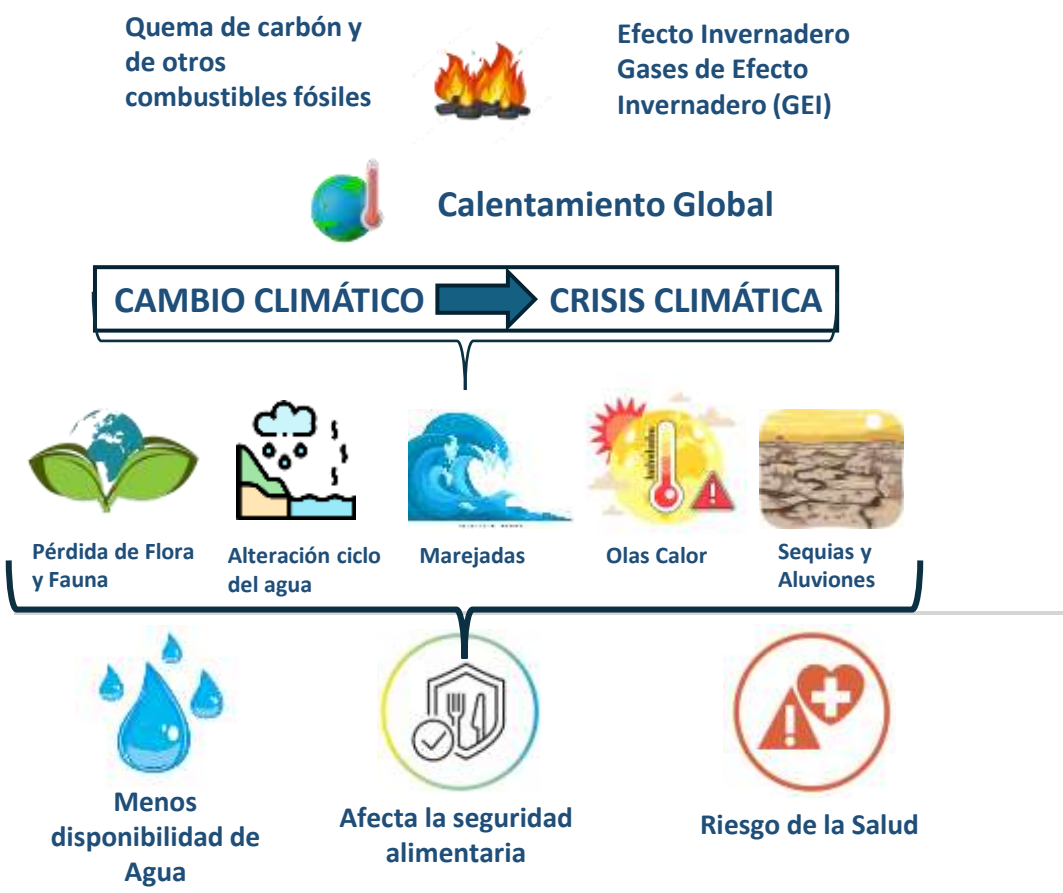 Quema de carbón y
de otros
combustibles fósiles
Efecto Invernadero
Gases de Efecto
Invernadero (GEI)
Calentamiento Global
CAMBIO CLIMÁTICO
CRISIS CLIMÁTICA
Pérdida de Flora
y Fauna
Alteración ciclo
del agua
Marejadas
Olas Calor
Sequias y
Aluviones
Menos
disponibilidad de
Agua
Afecta la seguridad
alimentaria
Riesgo de la Salud